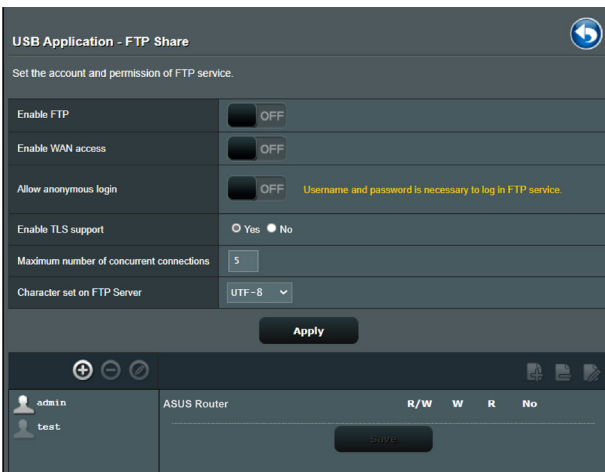 USB Application - FTP Share
Set the account and permission of FTP service.
Enable FTP OFF
Enable WAN access OFF
Allow anonymous login OFF Username and password is necessary to log in FTP service.
Enable TLS support Yes No
Maximum number of concurrent connections 5
Character set on FTP Server UTF-8
Apply
admin ASUS Router R/W W R No
test
Save